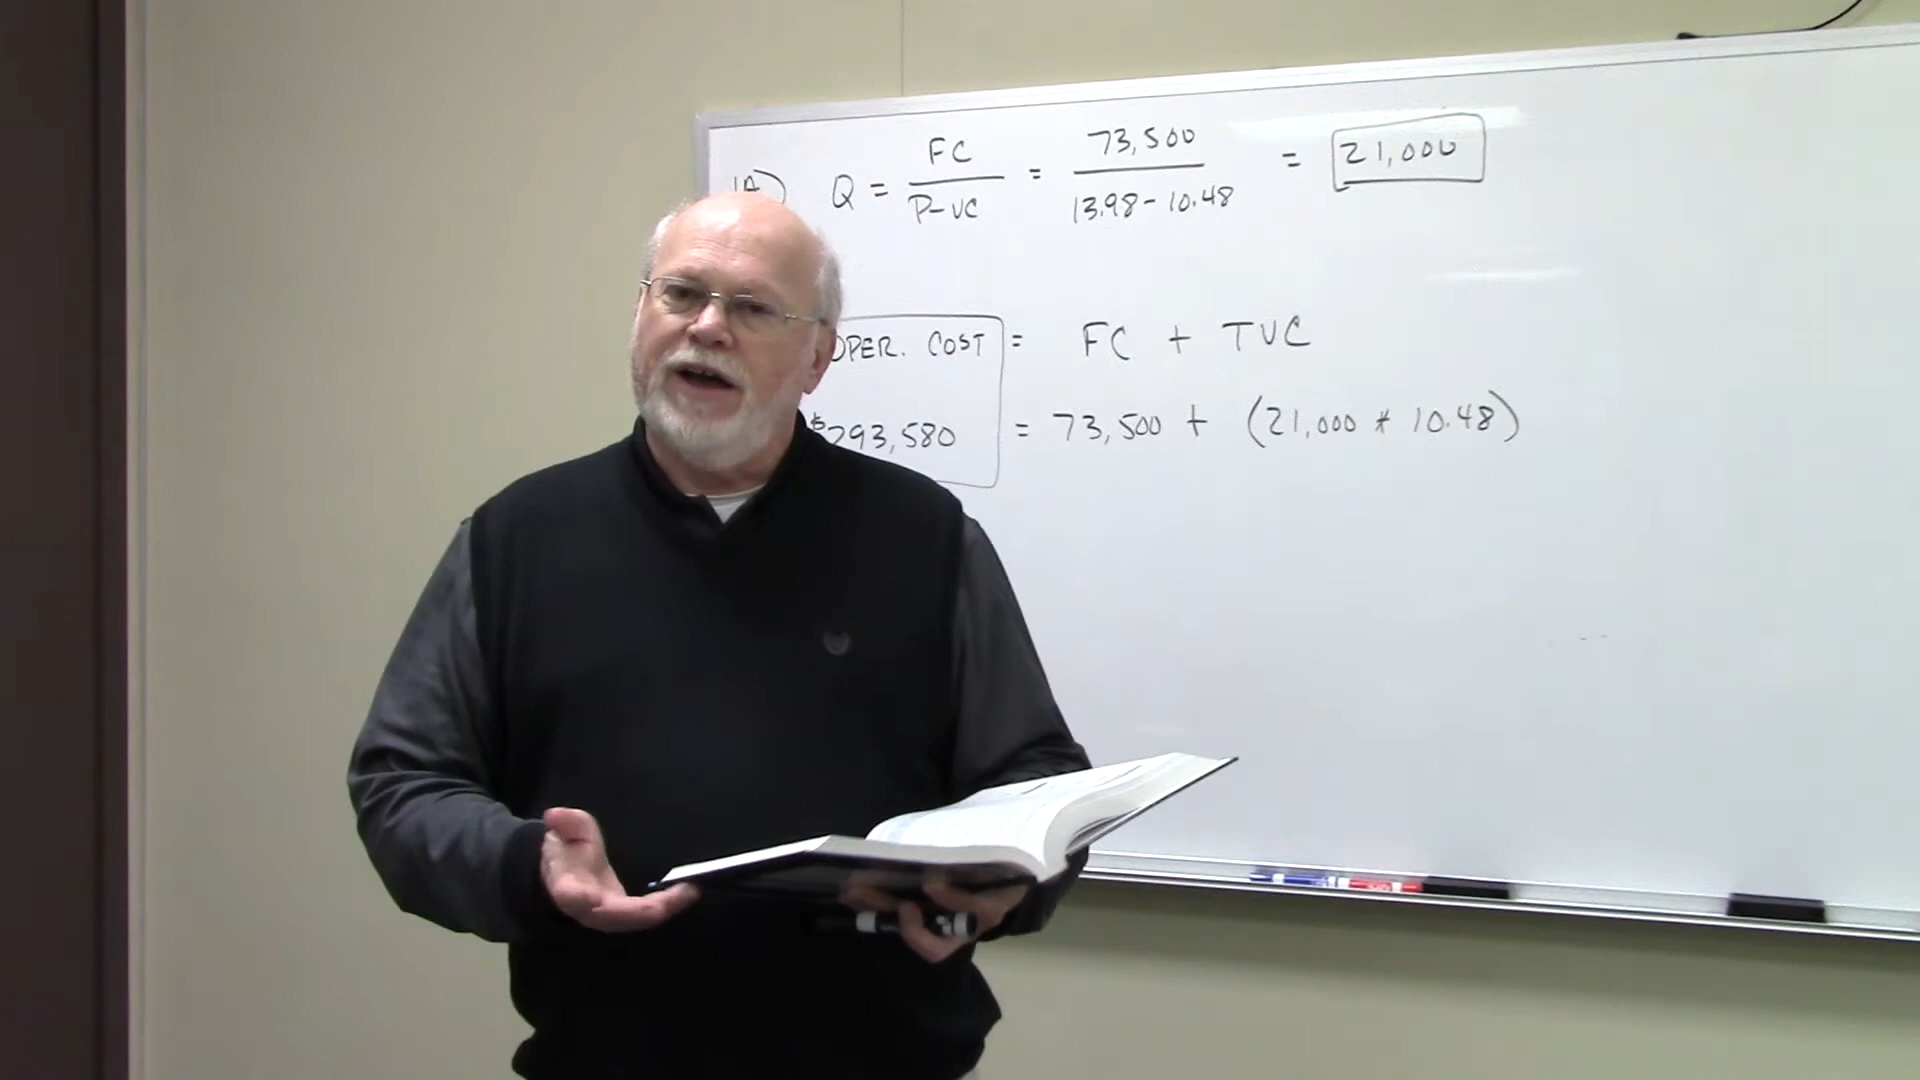 1A) Q = FC / P-VC = 73,500 / 13.98 - 10.48 = 21,000
OPER. COST = FC + TVC
$293,580 = 73,500 + (21,000 * 10.48)